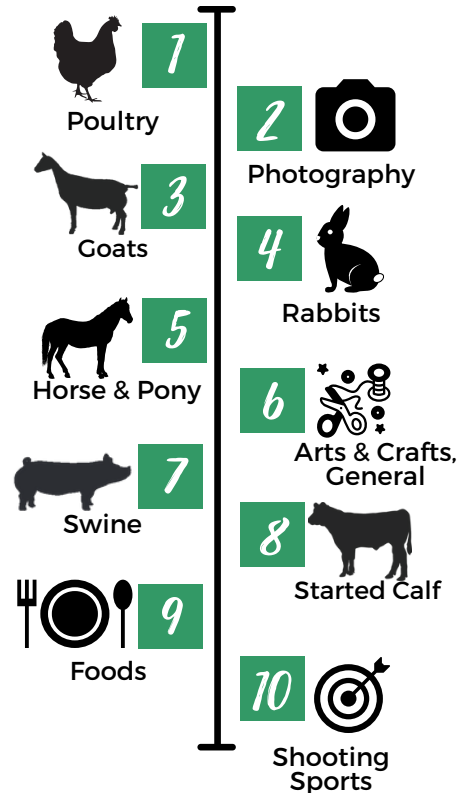 1
Poultry
2
Photography
3
Goats
4
Rabbits
5
Horse & Pony
6
Arts & Crafts,
General
7
Swine
8
Started Calf
9
Foods
10
Shooting
Sports